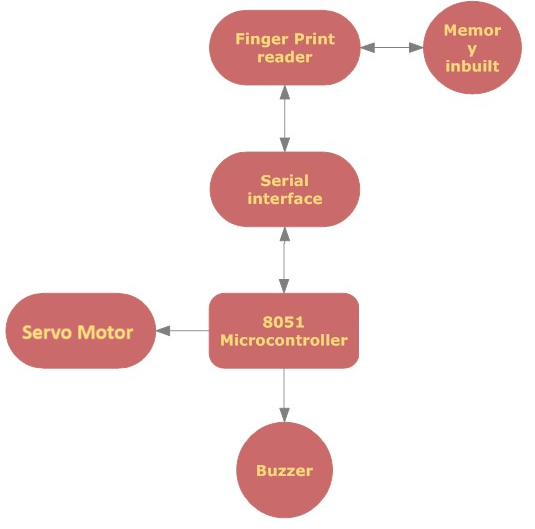 Finger Print
reader
Memor
y
inbuilt
Serial
interface
Servo Motor
8051
Microcontroller
Buzzer